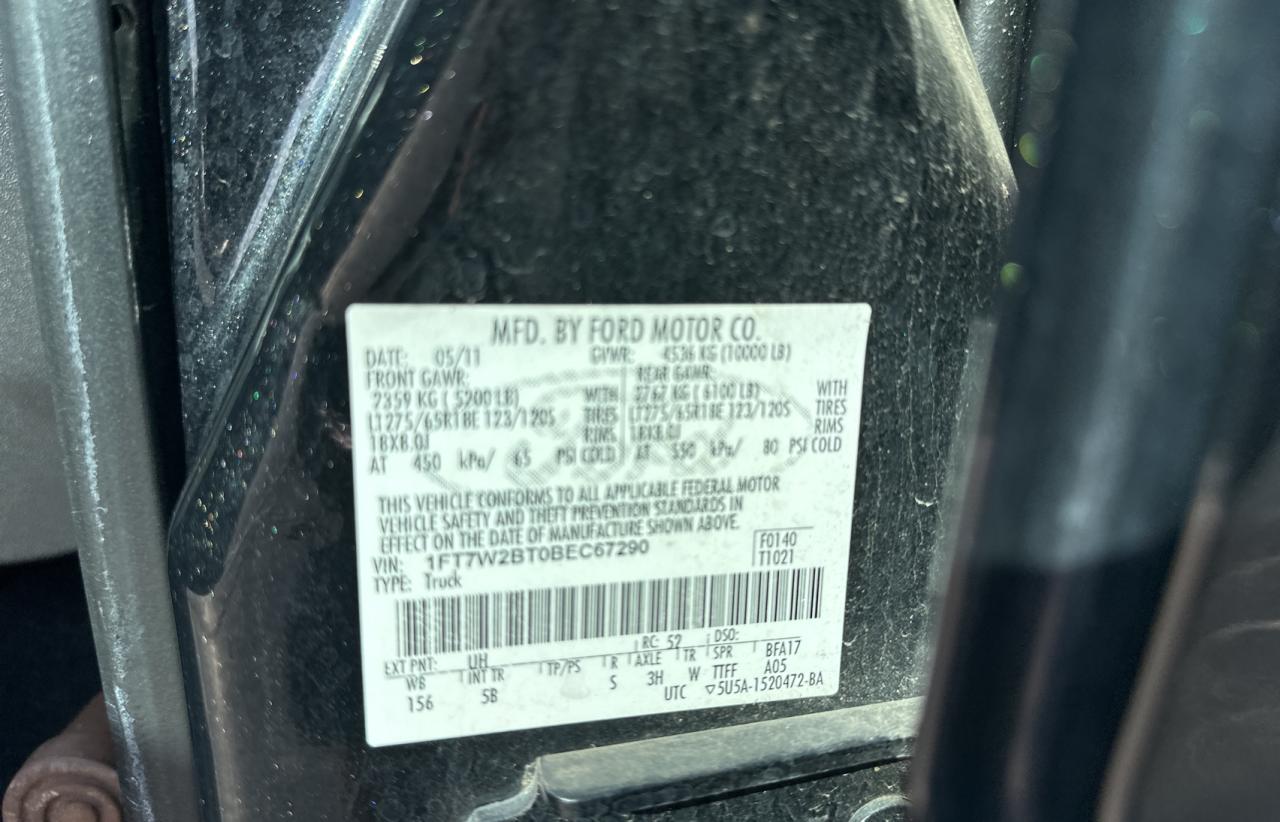 MFD. BY FORD MOTOR CO.
DATE: 05/11 GVWR: 4536 KG (10000 LB)
FRONT GAWR: REAR GAWR:
2359 KG ( 5200LB) WITH 2767 KG ( 6100 LB) WITH
LT275/65R18E 123/120S TIRES LT275/65R18E 123/120S TIRES
18X8.0J RIMS 18X8.0J RIMS
AT 450 kPa/ 65 PSI COLD AT 550 kPa/ 80 PSI COLD
THIS VEHICLE CONFORMS TO ALL APPLICABLE FEDERAL MOTOR
VEHICLE SAFETY AND THEFT PREVENTION STANDARDS IN
EFFECT ON THE DATE OF MANUFACTURE SHOWN ABOVE.
VIN: 1FT7W2BT0BEC67290 F0140
TYPE: Truck T1021
EXT PNT: UH RC: 52 DSO:
WB INT TR TP/PS R AXLE TR SPR BFA17
156 5B S 3H W TTFF A05
UTC ▽5U5A-1520472-BA